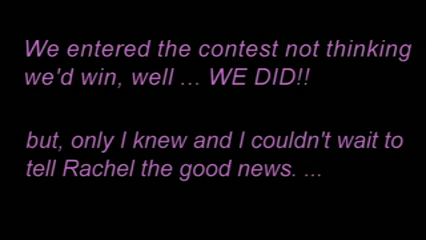 We entered the contest not thinking
we'd win, well ... WE DID!!
but, only I knew and I couldn't wait to
tell Rachel the good news. ...